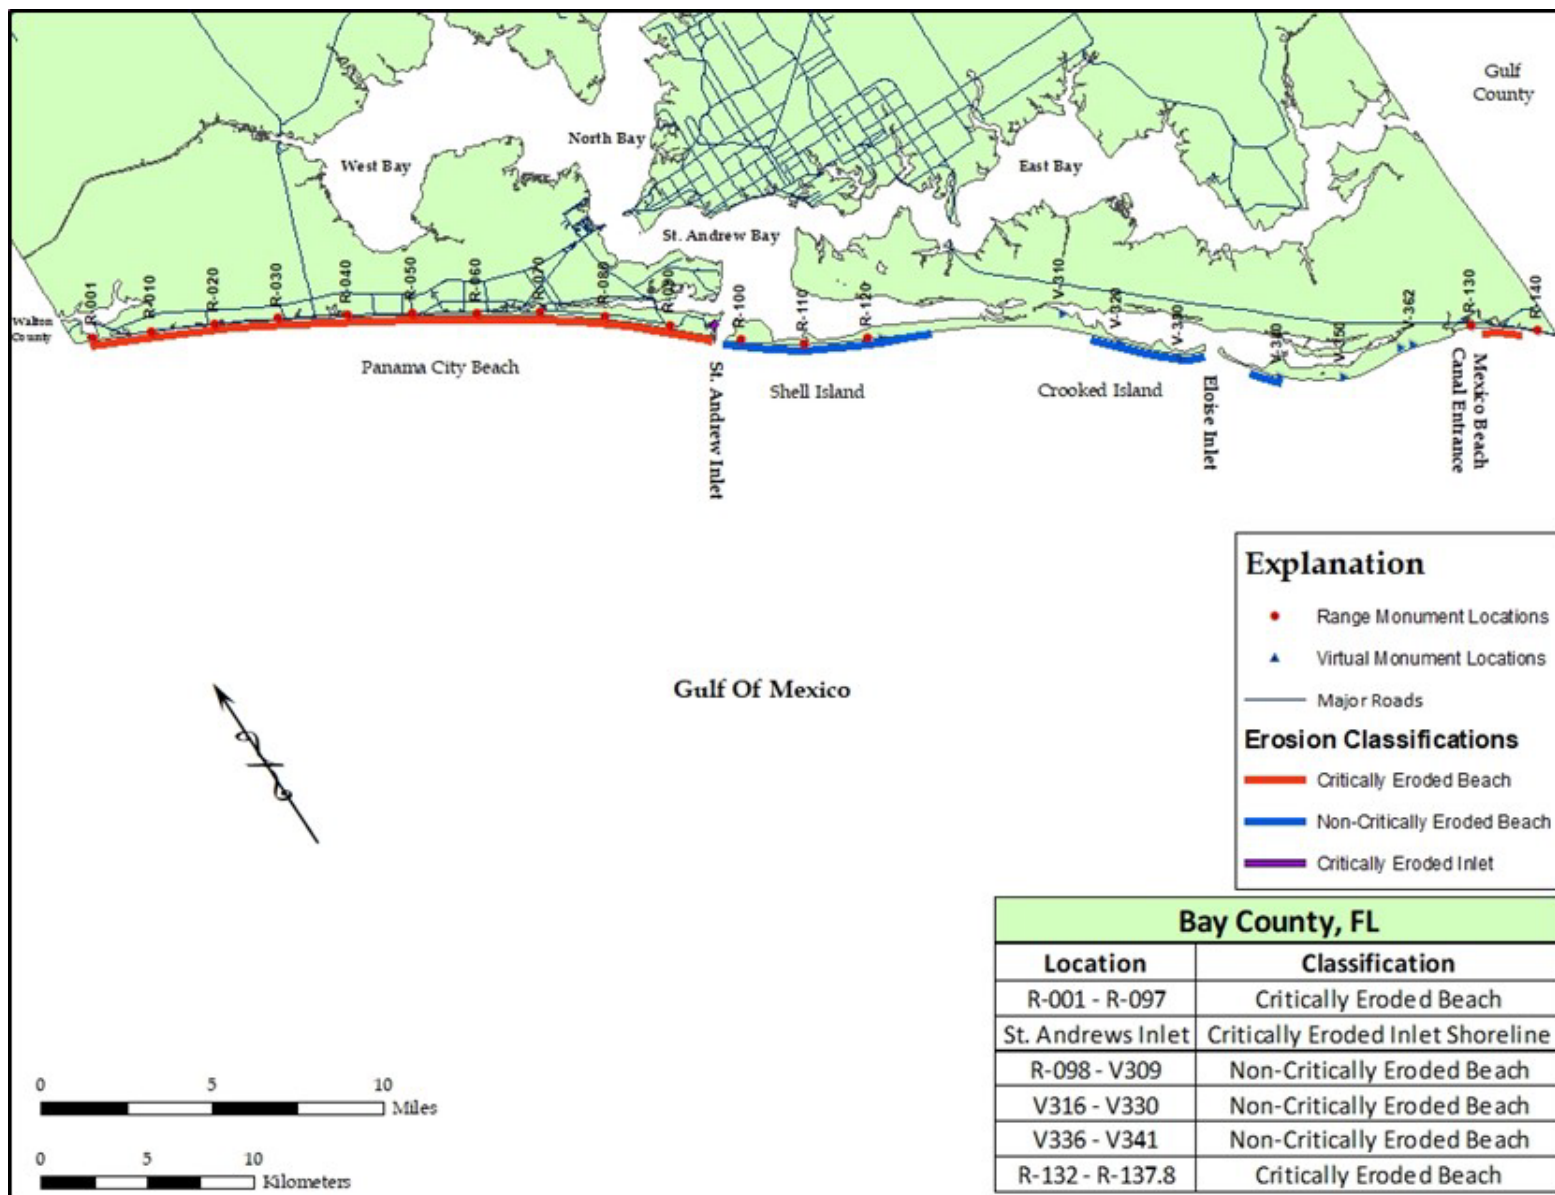 Gulf
County
North Bay
West Bay
East Bay
St. Andrew Bay
Walton
County
R-001
R-010
R-020
R-030
R-040
R-050
R-060
R-070
R-080
R-090
R-100
R-110
R-120
V-310
V-320
V-330
V-340
V-350
V-362
R-130
R-140
Panama City Beach
St. Andrew Inlet
Shell Island
Crooked Island
Eloise Inlet
Mexico Beach
Canal Entrance
Gulf Of Mexico
Explanation
Range Monument Locations
Virtual Monument Locations
Major Roads
Erosion Classifications
Critically Eroded Beach
Non-Critically Eroded Beach
Critically Eroded Inlet
Bay County, FL
Location Classification
R-001 - R-097 Critically Eroded Beach
St. Andrews Inlet Critically Eroded Inlet Shoreline
R-098 - V309 Non-Critically Eroded Beach
V316 - V330 Non-Critically Eroded Beach
V336 - V341 Non-Critically Eroded Beach
R-132 - R-137.8 Critically Eroded Beach
0 5 10
Miles
0 5 10
Kilometers